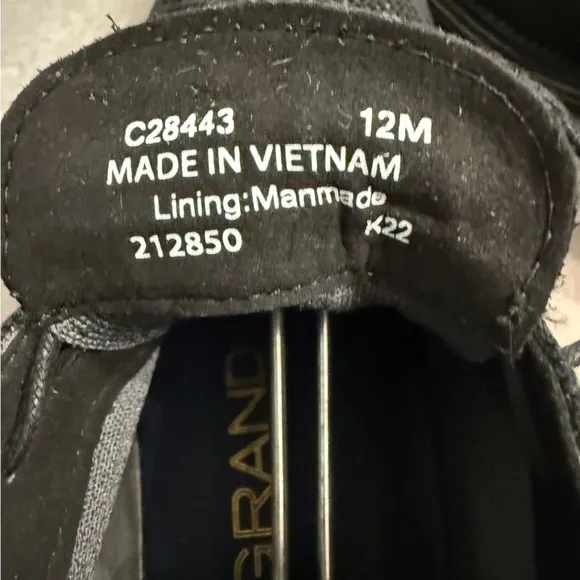 C28443 12M
MADE IN VIETNAM
Lining:Manmade
212850 K22
GRAND